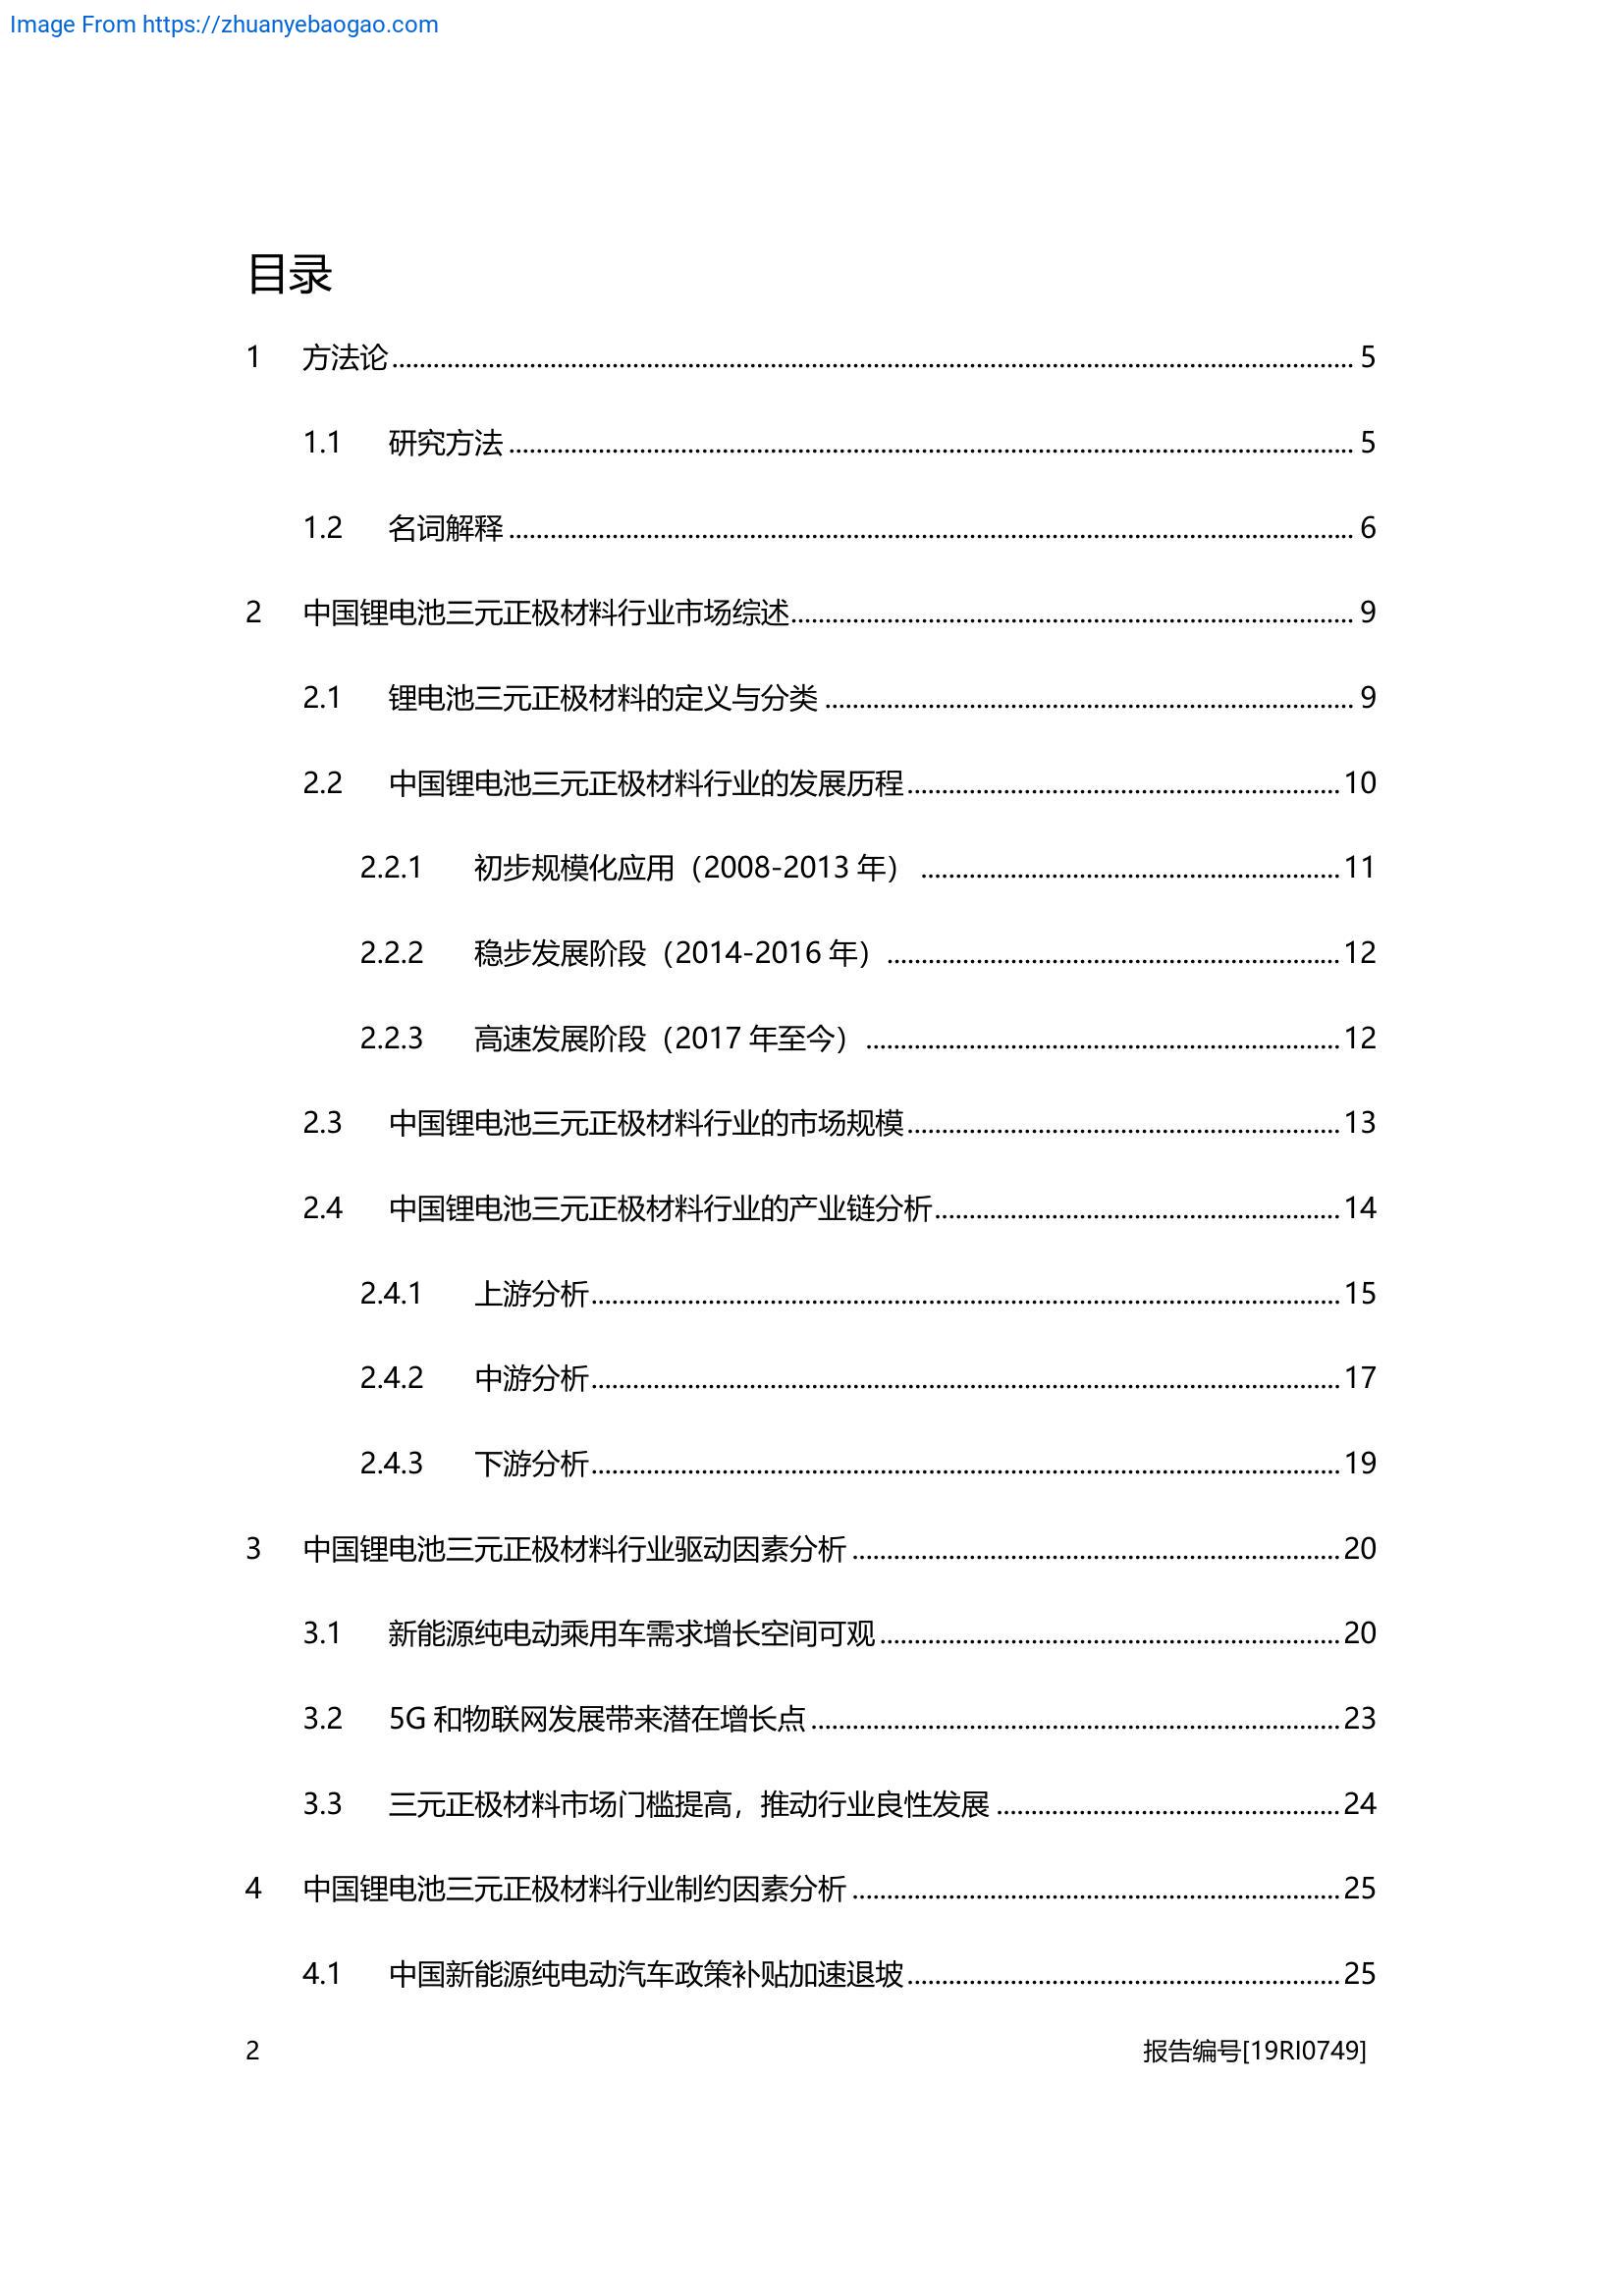 Image From https://zhuanyebaogao.com
目录
1 方法论 5
1.1 研究方法 5
1.2 名词解释 6
2 中国锂电池三元正极材料行业市场综述 9
2.1 锂电池三元正极材料的定义与分类 9
2.2 中国锂电池三元正极材料行业的发展历程 10
2.2.1 初步规模化应用（2008-2013 年） 11
2.2.2 稳步发展阶段（2014-2016 年） 12
2.2.3 高速发展阶段（2017 年至今） 12
2.3 中国锂电池三元正极材料行业的市场规模 13
2.4 中国锂电池三元正极材料行业的产业链分析 14
2.4.1 上游分析 15
2.4.2 中游分析 17
2.4.3 下游分析 19
3 中国锂电池三元正极材料行业驱动因素分析 20
3.1 新能源纯电动乘用车需求增长空间可观 20
3.2 5G 和物联网发展带来潜在增长点 23
3.3 三元正极材料市场门槛提高，推动行业良性发展 24
4 中国锂电池三元正极材料行业制约因素分析 25
4.1 中国新能源纯电动汽车政策补贴加速退坡 25
2 报告编号[19RI0749]